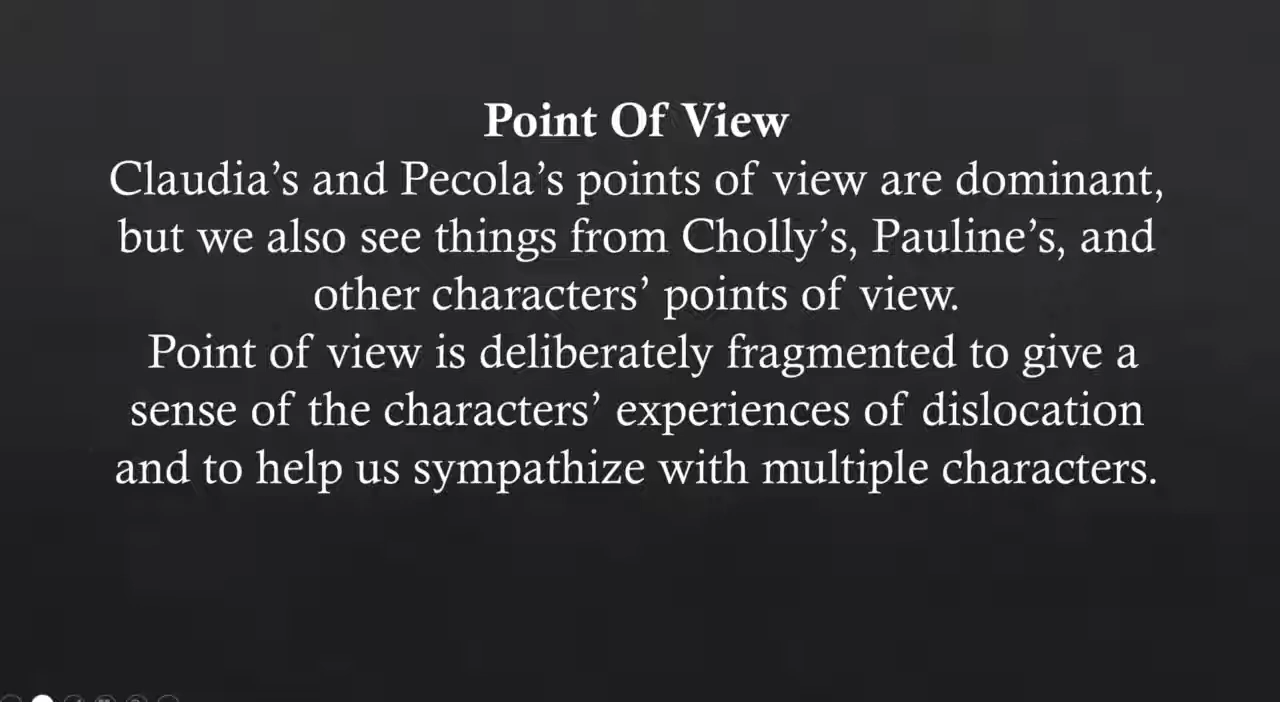 Point Of View
Claudia’s and Pecola’s points of view are dominant,
but we also see things from Cholly’s, Pauline’s, and
other characters’ points of view.
Point of view is deliberately fragmented to give a
sense of the characters’ experiences of dislocation
and to help us sympathize with multiple characters.